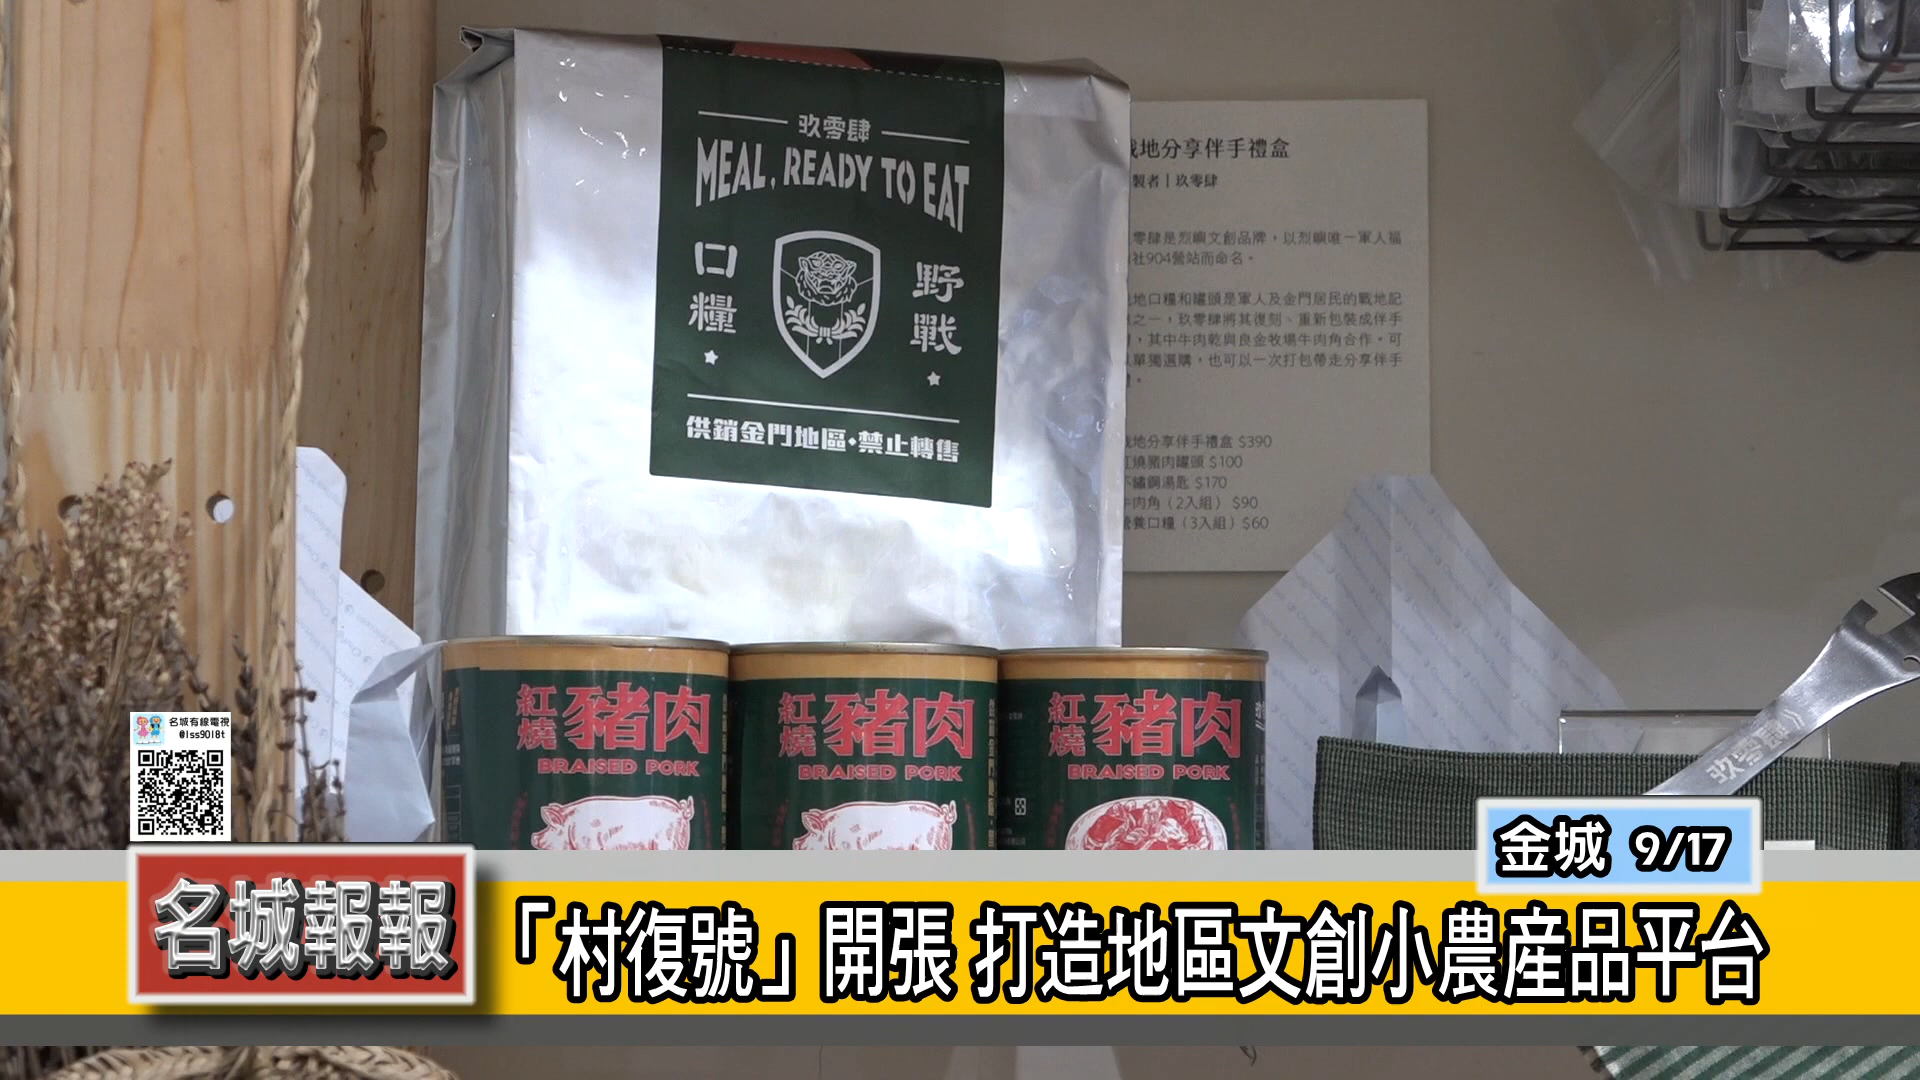 玖零肆
MEAL, READY TO EAT
野戰
口糧
供銷金門地區・禁止轉售
地分享伴手禮盒
製者｜玖零肆
零肆是烈嶼文創品牌，以烈嶼唯一軍人福
社904營站而命名。
地口糧和罐頭是軍人及金門居民的戰地記
之一，玖零肆將其復刻、重新包裝成伴手
，其中牛肉乾與良金牧場牛肉角合作。可
單獨選購，也可以一次打包帶走分享伴手
地分享伴手禮盒 $390
燒豬肉罐頭 $100
鏽鋼湯匙 $170
牛肉角（2入組） $90
營養口糧（3入組）$60
紅燒豬肉
BRAISED PORK
紅燒豬肉
BRAISED PORK
紅燒豬肉
BRAISED PORK
玖零肆
名城有線電視
@lss9018t
金城 9/17
名城報報
「村復號」開張 打造地區文創小農產品平台